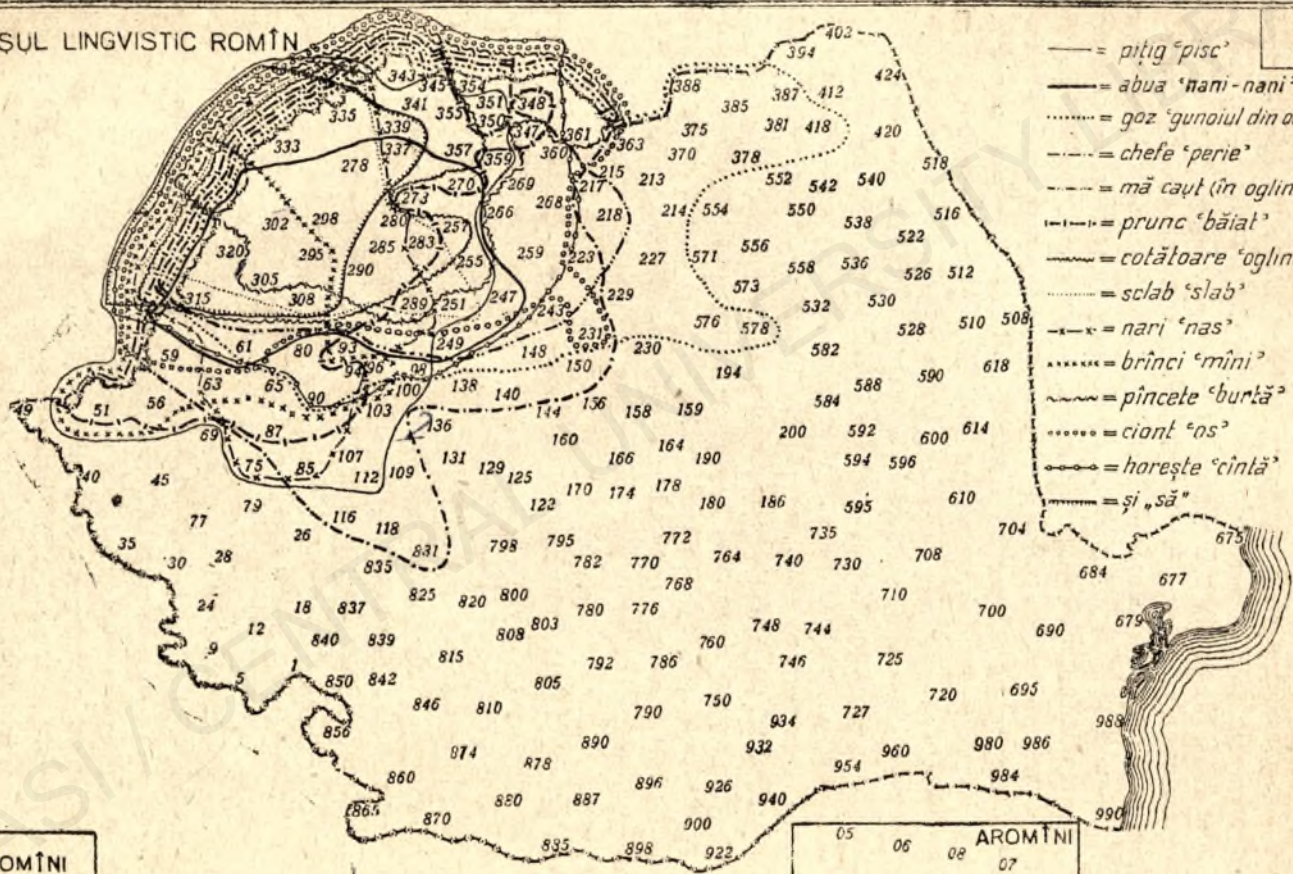 ȘUL LINGVISTIC ROMÎN
= pițig ‘pisc’
= abua ‘nani-nani’
= goz ‘gunoiul din o
= chefe ‘perie’
= mă caut (în oglin
= prunc ‘băiat’
= cotătoare ‘oglin
= sclab ‘slab’
= nari ‘nas’
= brînci ‘mîni’
= pîncete ‘burtă’
= ciont ‘os’
= horește ‘cîntă’
= și „să”
403
394
343 345 354 388 387 412 424
341 355 351 348 385
335 339 350 347 361 375 381 418 420
333 337 357 359 360 363 370 378 518
278 270 269 215 213 552 542 540
273 266 268 217
302 298 280 257 218 214 554 550 538 516
320 295 285 283 259 223 227 571 556 522
305 290 255 558 536 526 512
315 308 289 251 247 229 573 532 530
61 80 93 249 243 231 576 578 528 510 508
59 94 96 98 148 150 230 582
63 65 90 100 138 140 194 588 590 618
49 51 56 103 144 156 158 159 584
69 87 136 160 164 200 592 600 614
75 85 107 131 129 166 190 594 596
40 45 112 109 125 170 174 178
79 116 122 180 186 595 610
77 26 118 735 704
35 831 798 795 772 675
30 28 835 782 770 764 740 730 708 684
24 18 837 825 820 800 780 776 768 710 700 677
12 840 839 808 803 760 748 744 690 679
9 815 792 786 746 725
5 1 850 842 805 720 695
846 810 790 750 934 727 988
856 874 890 932 960 980 986
860 878 896 926 954 984
865 880 887 940 990
870 900
835 898 922
OMÎNI
AROMÎNI
05 06 08 07
IAȘI / CENTRAL UNIVERSITY LIBR